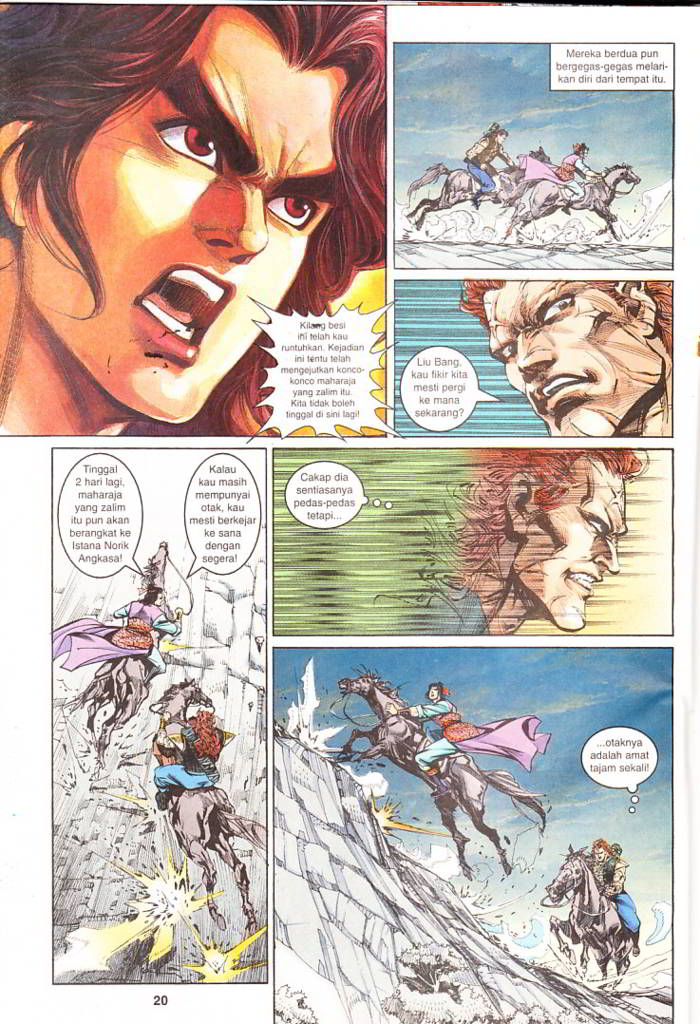 Kilang besi
ini telah kau
runtuhkan. Kejadian
ini tentu telah
mengejutkan konco-
konco maharaja
yang zalim itu.
Kita tidak boleh
tinggal di sini lagi!
Mereka berdua pun
bergegas-gegas melari-
kan diri dari tempat itu.
Liu Bang,
kau fikir kita
mesti pergi
ke mana
sekarang?
Tinggal
2 hari lagi,
maharaja
yang zalim
itu pun akan
berangkat ke
Istana Norik
Angkasa!
Kalau
kau masih
mempunyai
otak, kau
mesti berkejar
ke sana
dengan
segera!
Cakap dia
sentiasanya
pedas-pedas
tetapi...
...otaknya
adalah amat
tajam sekali!
20